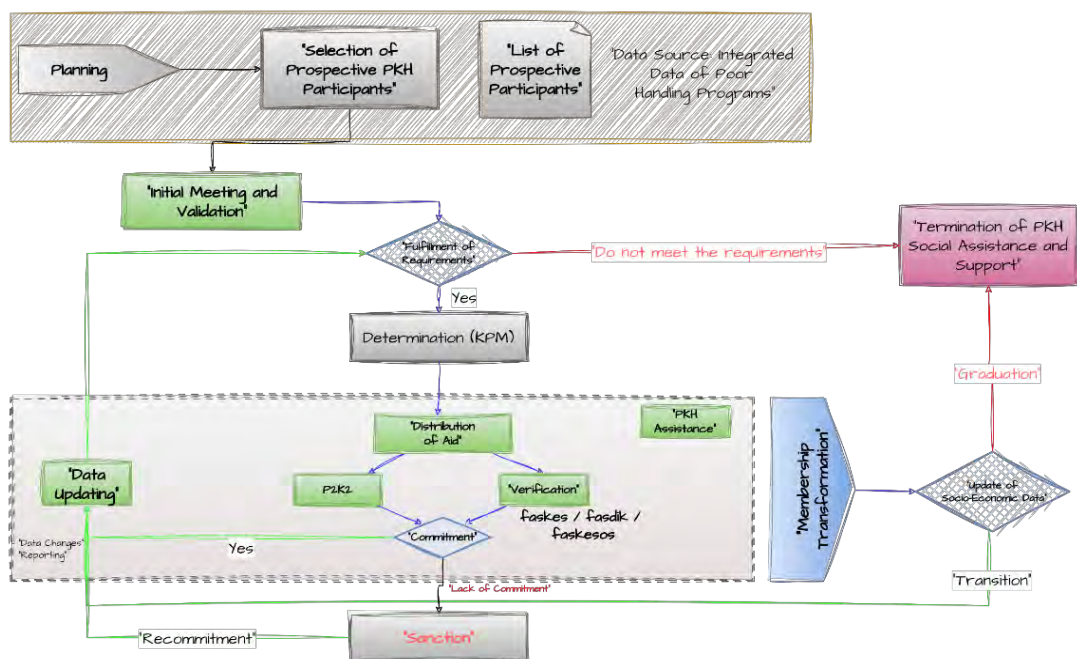 Planning
"Selection of
Prospective PKH
Participants"
"List of
Prospective
Participants"
"Data Source: Integrated
Data of Poor
Handling Programs"
"Initial Meeting and
Validation"
"Fulfilment of
Requirements"
"Do not meet the requirements"
"Termination of PKH
Social Assistance and
Support"
Yes
Determination (KPM)
"Graduation"
"Distribution
of Aid"
"PKH
Assistance"
"Data
Updating"
P2K2
"Verification"
faskes / fasdik /
faskesos
"Membership
Transformation"
"Update of
Socio-Economic Data"
"Commitment"
Yes
"Data Changes"
"Reporting"
"Lack of Commitment"
"Transition"
"Recommitment"
"Sanction"